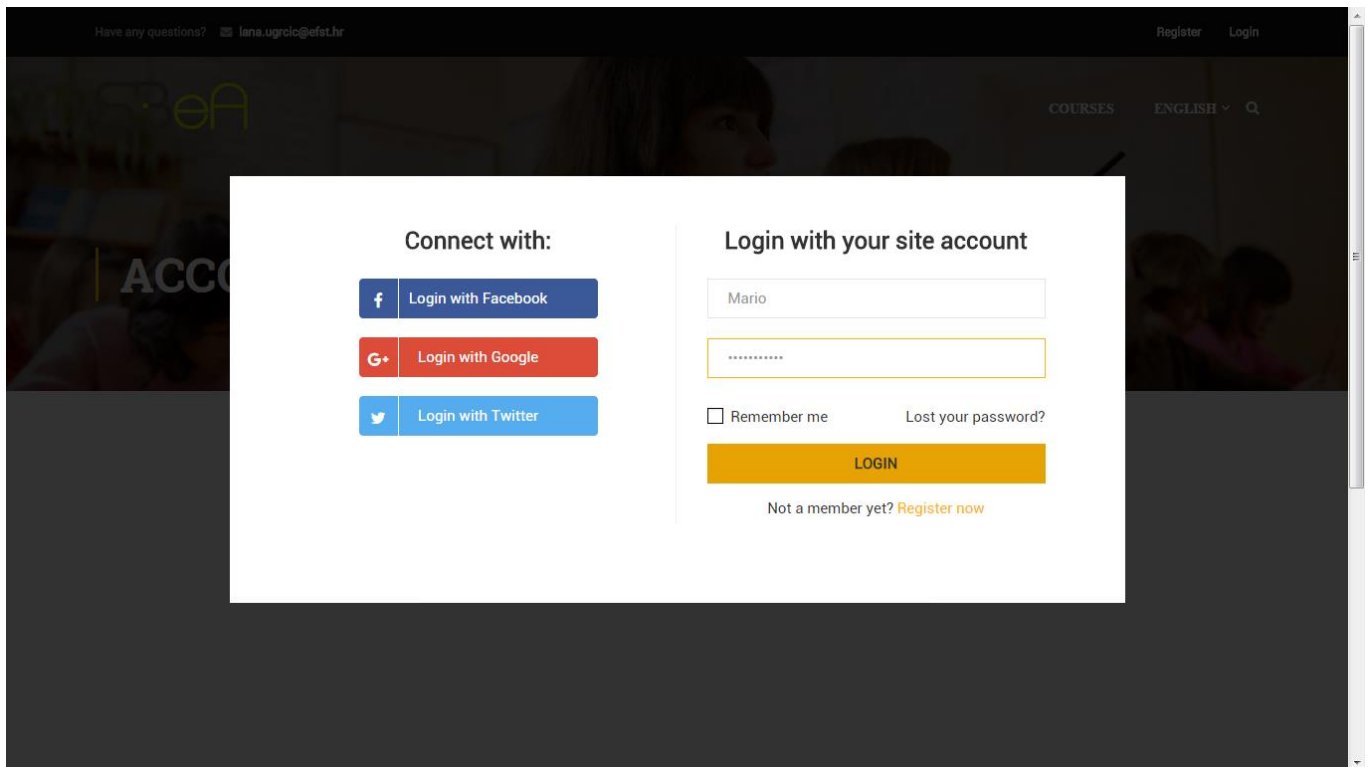 Have any questions? lana.ugrcic@efst.hr Register Login
eA
COURSES ENGLISH
ACCO
Connect with:
Login with Facebook
Login with Google
Login with Twitter
Login with your site account
Mario
•••••••••••
Remember me Lost your password?
LOGIN
Not a member yet? Register now